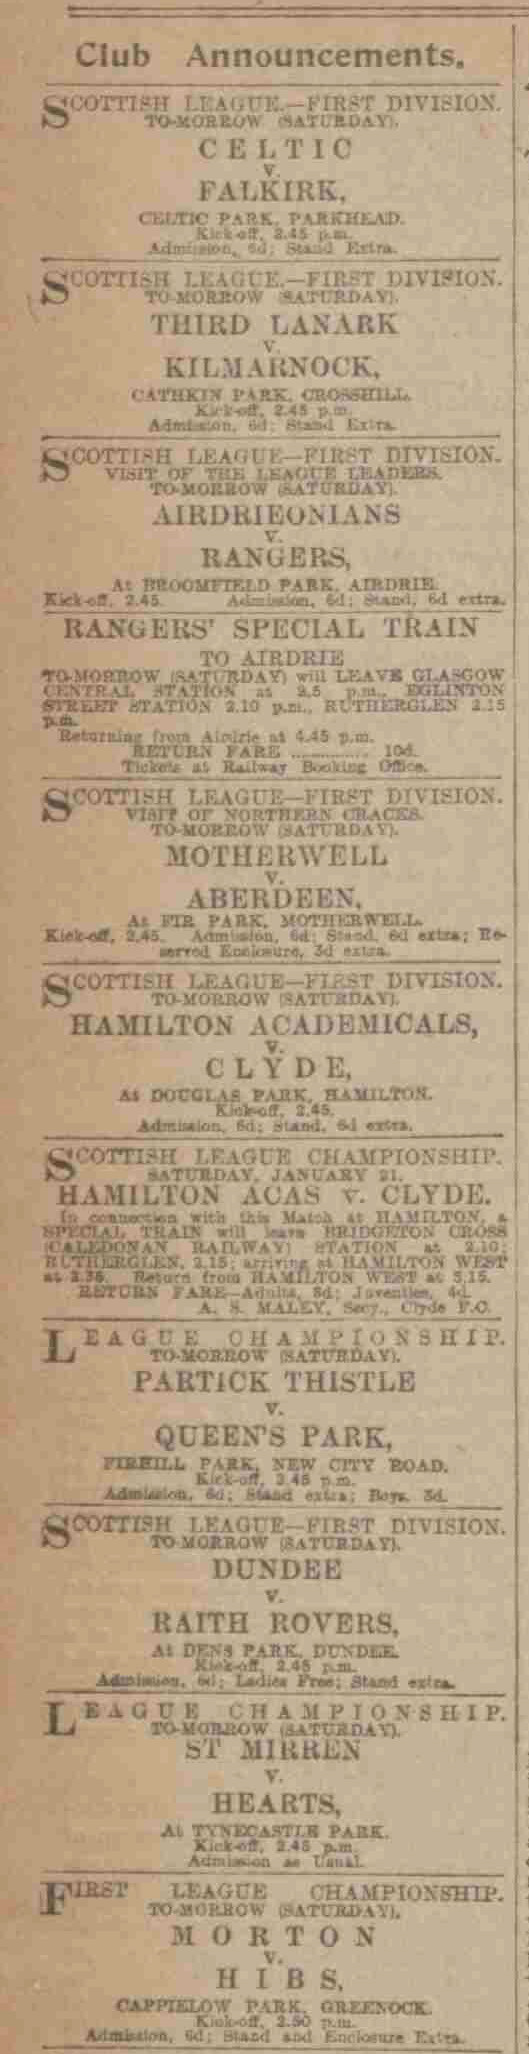 Club Announcements.
SCOTTISH LEAGUE.—FIRST DIVISION.
TO-MORROW (SATURDAY).
CELTIC
v.
FALKIRK,
CELTIC PARK, PARKHEAD.
Kick-off, 2.45 p.m.
Admission, 6d; Stand Extra.
SCOTTISH LEAGUE.—FIRST DIVISION.
TO-MORROW (SATURDAY).
THIRD LANARK
v.
KILMARNOCK,
CATHKIN PARK, CROSSHILL.
Kick-off, 2.45 p.m.
Admission, 6d; Stand Extra.
SCOTTISH LEAGUE—FIRST DIVISION.
VISIT OF THE LEAGUE LEADERS.
TO-MORROW (SATURDAY).
AIRDRIEONIANS
v.
RANGERS,
At BROOMFIELD PARK, AIRDRIE.
Kick-off, 2.45. Admission, 6d; Stand, 6d extra.
RANGERS' SPECIAL TRAIN
TO AIRDRIE
TO-MORROW (SATURDAY) will LEAVE GLASGOW
CENTRAL STATION at 2.5 p.m., EGLINTON
STREET STATION 2.10 p.m., RUTHERGLEN 2.15
p.m.
Returning from Airdrie at 4.45 p.m.
RETURN FARE ............... 10d.
Tickets at Railway Booking Office.
SCOTTISH LEAGUE—FIRST DIVISION.
VISIT OF NORTHERN CRACKS.
TO-MORROW (SATURDAY).
MOTHERWELL
v.
ABERDEEN,
At FIR PARK, MOTHERWELL.
Kick-off, 2.45. Admission, 6d; Stand, 6d extra; Re-
served Enclosure, 3d extra.
SCOTTISH LEAGUE—FIRST DIVISION.
TO-MORROW (SATURDAY).
HAMILTON ACADEMICALS,
v.
CLYDE,
At DOUGLAS PARK, HAMILTON.
Kick-off, 2.45.
Admission, 6d; Stand, 6d extra.
SCOTTISH LEAGUE CHAMPIONSHIP.
SATURDAY, JANUARY 21.
HAMILTON ACAS v. CLYDE.
In connection with this Match at HAMILTON, a
SPECIAL TRAIN will leave BRIDGETON CROSS
(CALEDONAN RAILWAY) STATION at 2.10;
RUTHERGLEN, 2.15; arriving at HAMILTON WEST
at 2.36. Return from HAMILTON WEST at 5.15.
RETURN FARE—Adults, 8d; Juveniles, 4d.
A. S. MALEY, Secy., Clyde F.C.
LEAGUE CHAMPIONSHIP.
TO-MORROW (SATURDAY).
PARTICK THISTLE
v.
QUEEN'S PARK,
FIRHILL PARK, NEW CITY ROAD.
Kick-off, 2.45 p.m.
Admission, 6d; Stand extra; Boys, 3d.
SCOTTISH LEAGUE—FIRST DIVISION.
TO-MORROW (SATURDAY).
DUNDEE
v.
RAITH ROVERS,
At DENS PARK, DUNDEE.
Kick-off, 2.45 p.m.
Admission, 6d; Ladies Free; Stand extra.
LEAGUE CHAMPIONSHIP.
TO-MORROW (SATURDAY).
ST MIRREN
v.
HEARTS,
At TYNECASTLE PARK.
Kick-off, 2.45 p.m.
Admission as Usual.
FIRST LEAGUE CHAMPIONSHIP.
TO-MORROW (SATURDAY).
MORTON
v.
HIBS,
CAPPIELOW PARK, GREENOCK.
Kick-off, 2.50 p.m.
Admission, 6d; Stand and Enclosure Extra.